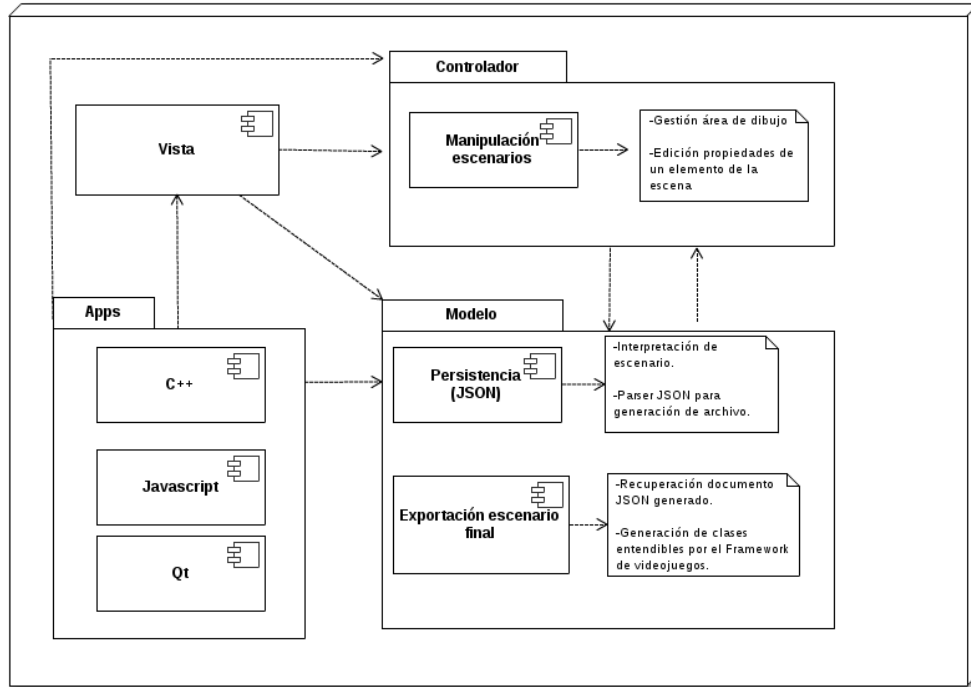 Controlador
Vista
Manipulación
escenarios
-Gestión área de dibujo
-Edición propiedades de
un elemento de la
escena
Apps
C++
Javascript
Qt
Modelo
Persistencia
(JSON)
-Interpretación de
escenario.
-Parser JSON para
generación de archivo.
Exportación escenario
final
-Recuperación documento
JSON generado.
-Generación de clases
entendibles por el Framework
de videojuegos.